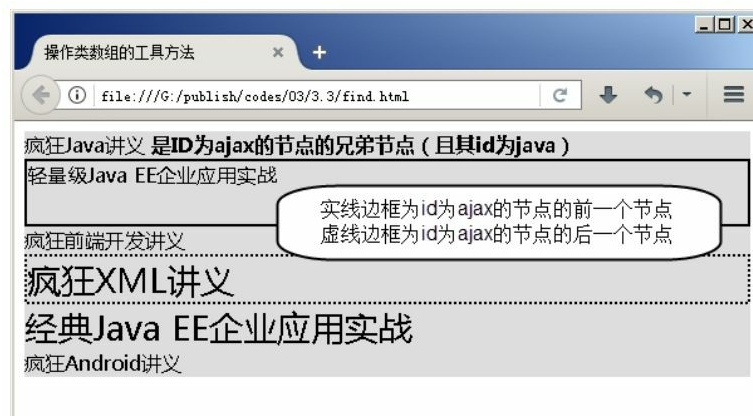 操作类数组的工具方法
file:///G:/publish/codes/03/3.3/find.html
疯狂Java讲义 是ID为ajax的节点的兄弟节点(且其id为java)
轻量级Java EE企业应用实战
实线边框为id为ajax的节点的前一个节点
虚线边框为id为ajax的节点的后一个节点
疯狂前端开发讲义
疯狂XML讲义
经典Java EE企业应用实战
疯狂Android讲义